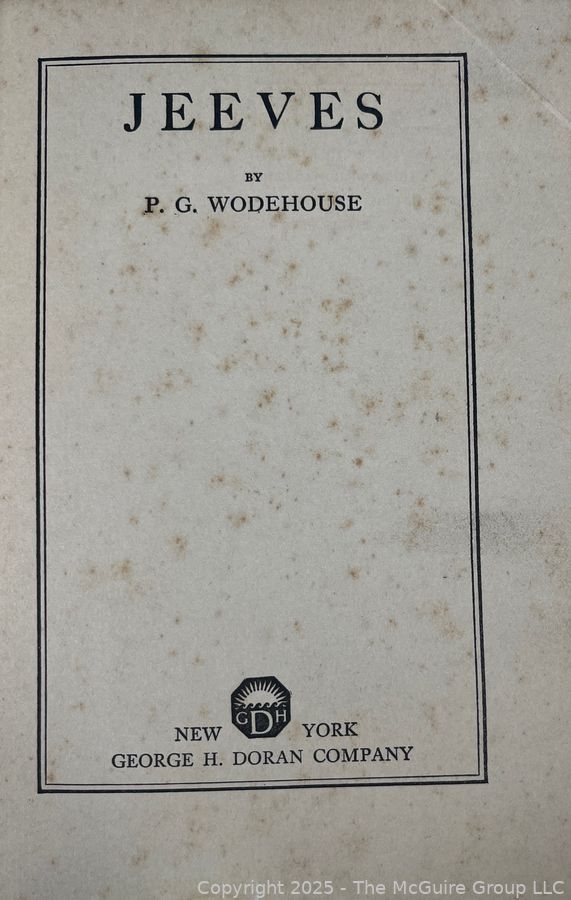 JEEVES
BY
P. G. WODEHOUSE
GDH
NEW YORK
GEORGE H. DORAN COMPANY
Copyright 2025 - The McGuire Group LLC